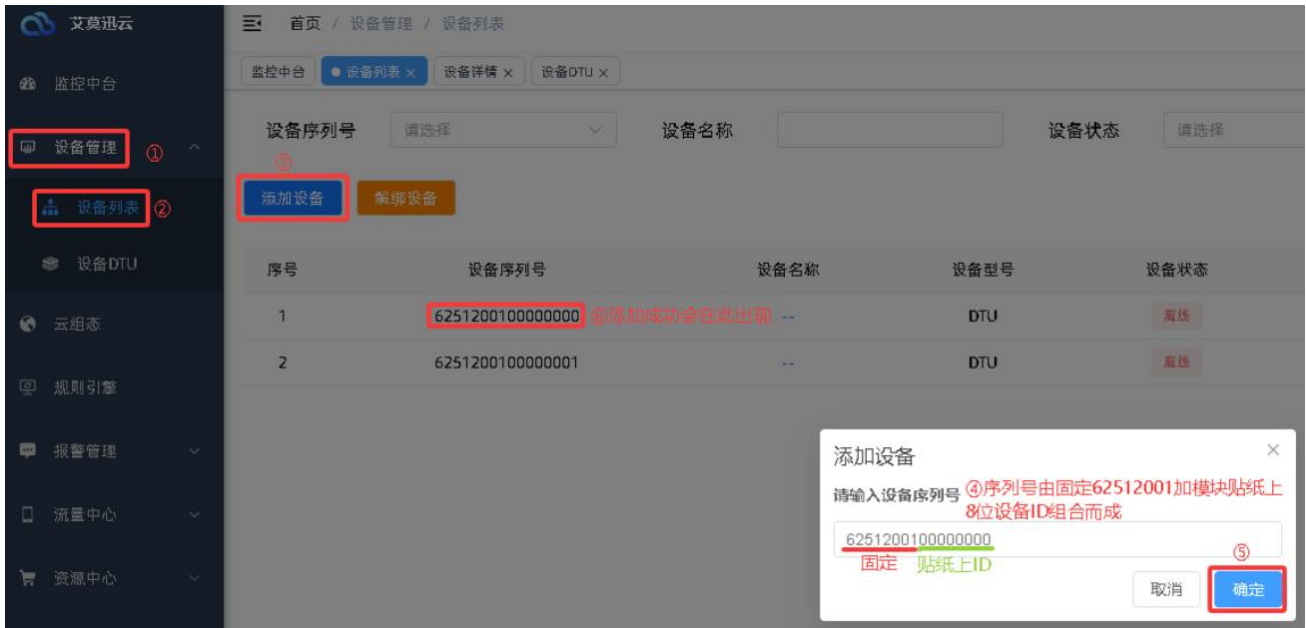 艾莫迅云
首页 / 设备管理 / 设备列表
监控中台
设备列表 ×
设备详情 ×
设备DTU ×
监控中台
设备管理 ①
设备列表 ②
设备DTU
云组态
规则引擎
报警管理
流量中心
资源中心
设备序列号 请选择
设备名称
设备状态 请选择
③
添加设备
解绑设备
序号 设备序列号 设备名称 设备型号 设备状态
1 6251200100000000 ⑥添加成功会在此出现 -- DTU 离线
2 6251200100000001 -- DTU 离线
添加设备 ×
请输入设备序列号 ④序列号由固定62512001加模块贴纸上
8位设备ID组合而成
6251200100000000
固定 贴纸上ID
⑤
取消 确定